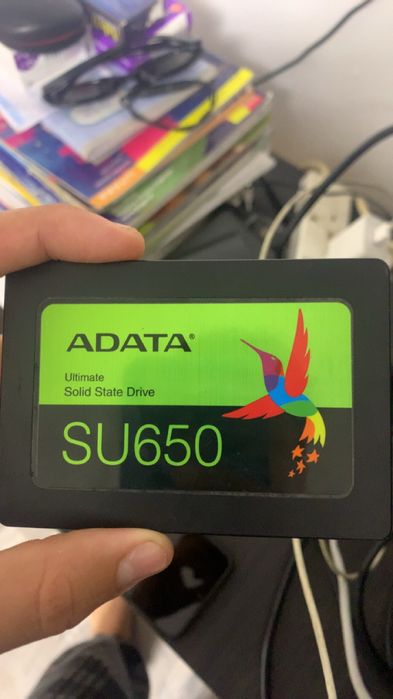 ADATA®
Ultimate
Solid State Drive
SU650